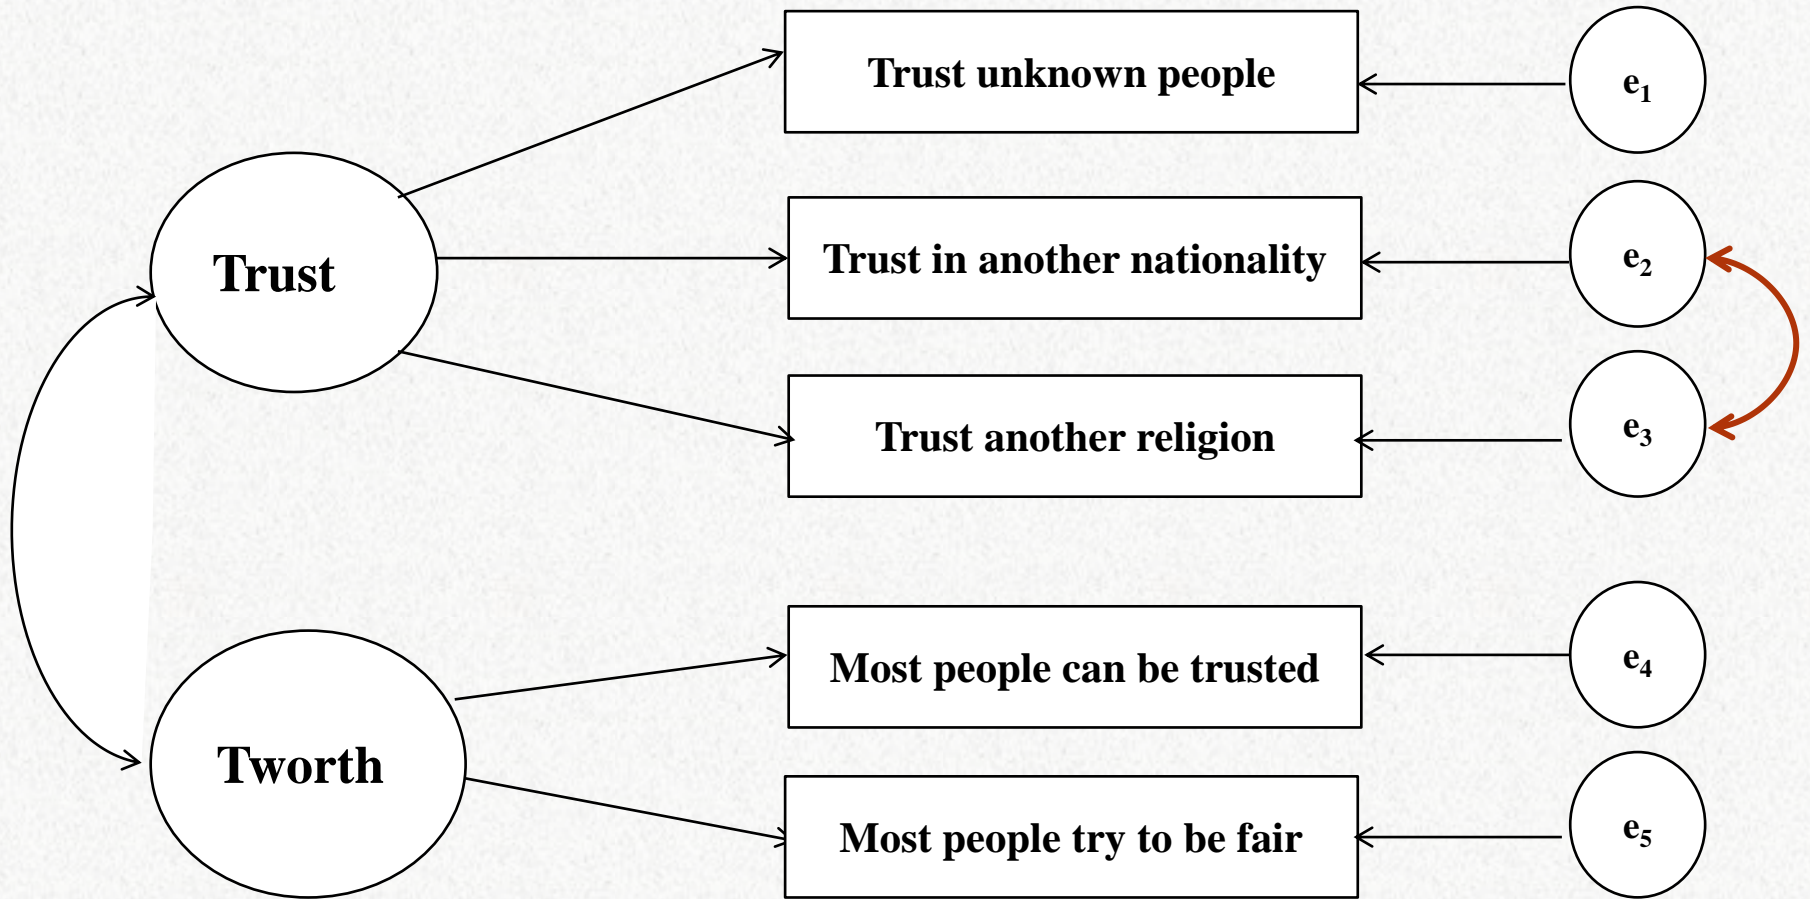 Trust unknown people
e₁
Trust
Trust in another nationality
e₂
Trust another religion
e₃
Most people can be trusted
e₄
Tworth
Most people try to be fair
e₅